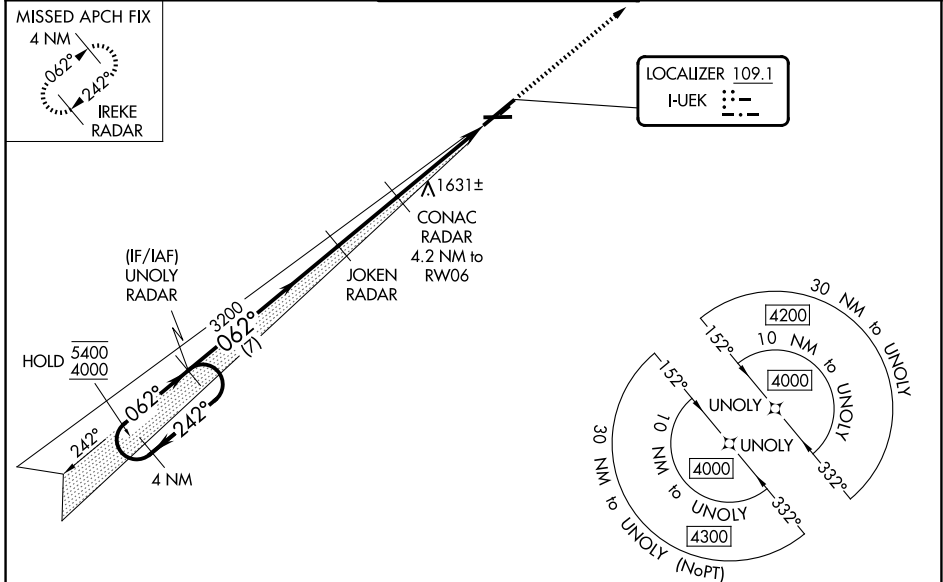 MISSED APCH FIX
4 NM
062°
242°
IREKE
RADAR
LOCALIZER 109.1
I-UEK
1631±
CONAC
RADAR
4.2 NM to
RW06
JOKEN
RADAR
(IF/IAF)
UNOLY
RADAR
3200
062°
(7)
HOLD 5400
4000
062°
242°
242°
4 NM
30 NM to UNOLY
4200
152°
10 NM to UNOLY
4000
UNOLY
332°
152°
UNOLY
10 NM to UNOLY
4000
332°
4300
30 NM to UNOLY (NoPT)